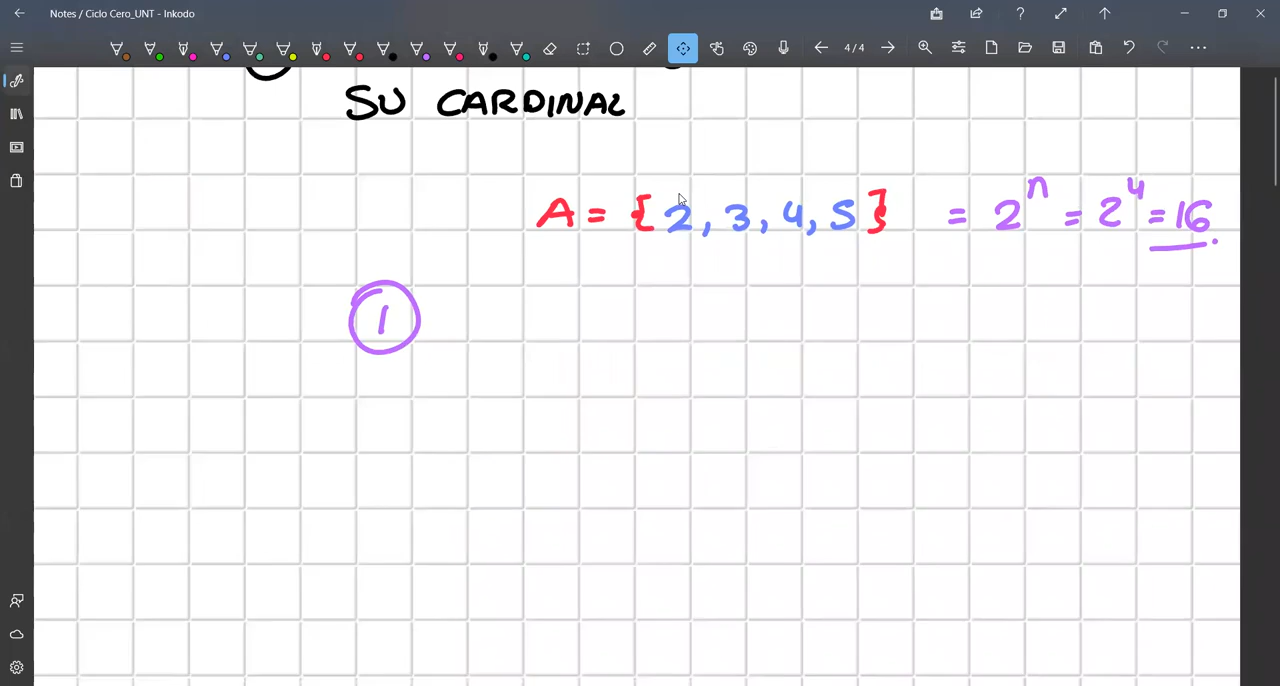 Notes / Ciclo Cero_UNT - Inkodo
4 / 4
SU CARDINAL
A = { 2, 3, 4, 5 } = 2^n = 2^4 = 16.
1